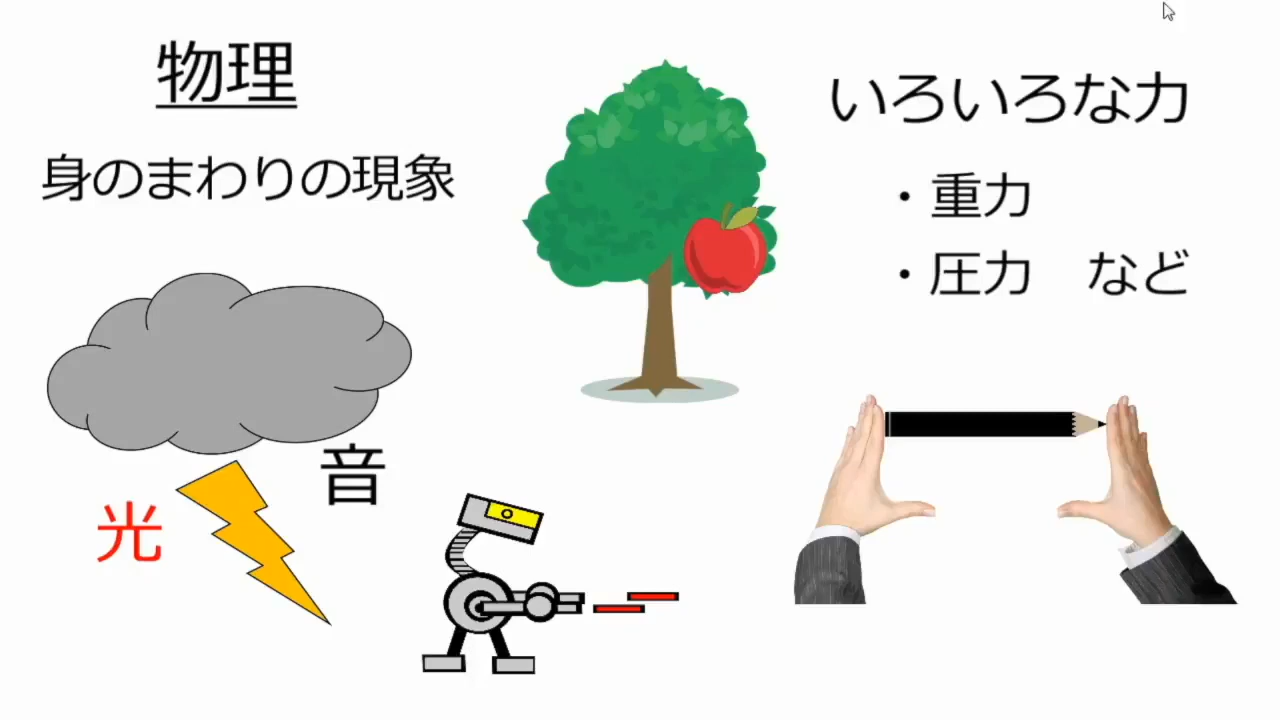 物理
身のまわりの現象
いろいろな力
・重力
・圧力　など
音
光